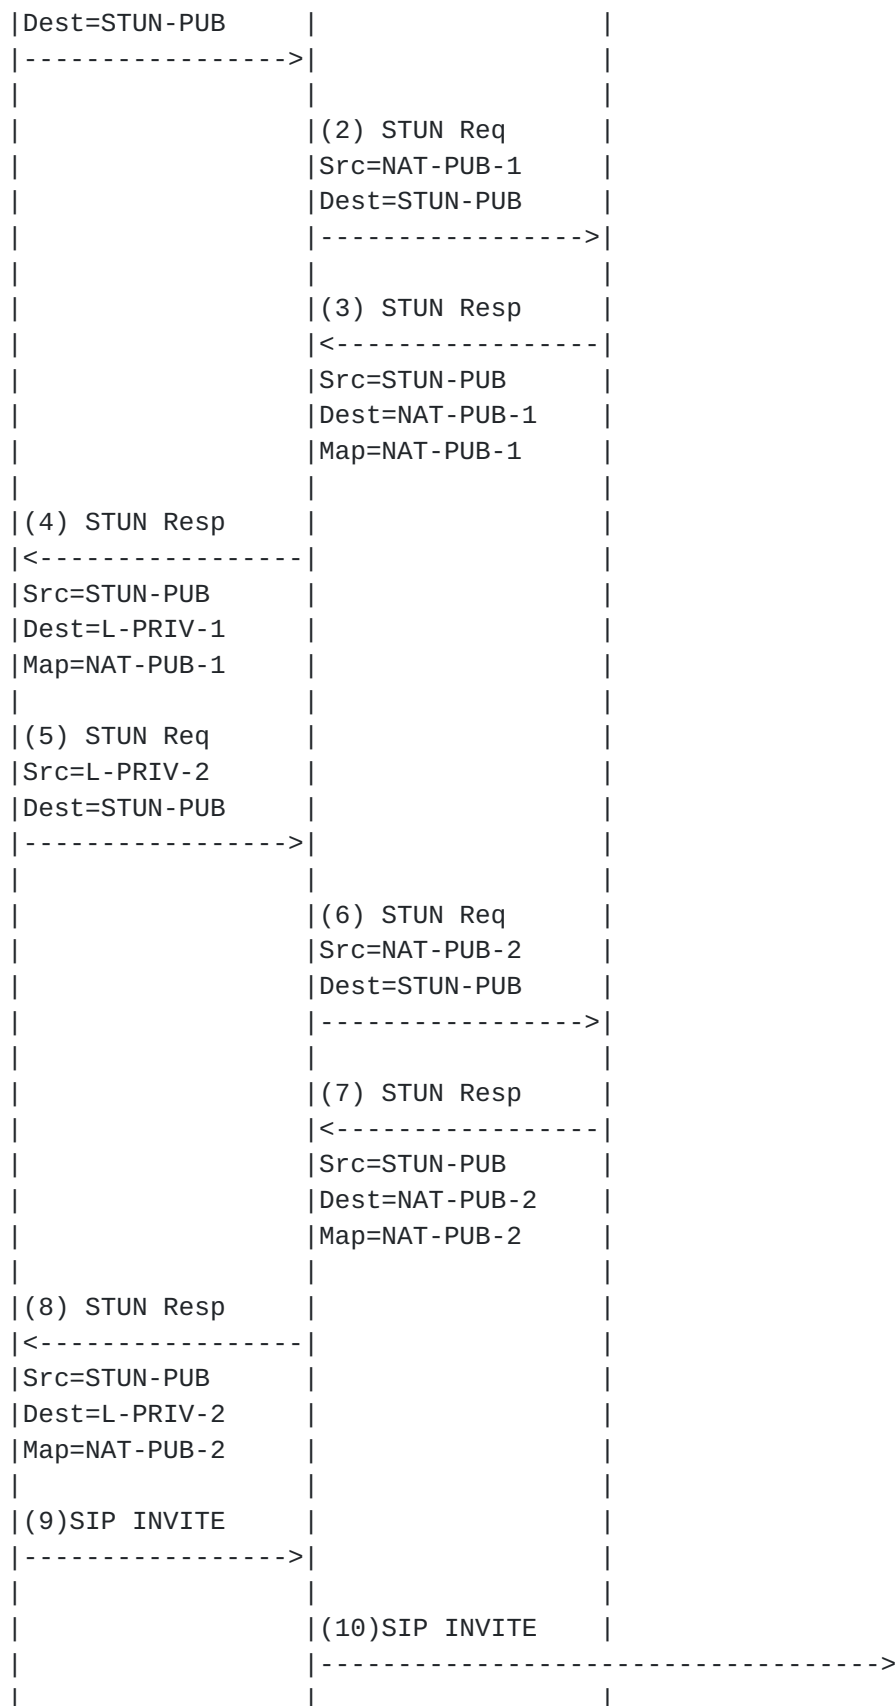 |Dest=STUN-PUB     |                  |
|----------------->|                  |
|                  |                  |
|                  |(2) STUN Req      |
|                  |Src=NAT-PUB-1     |
|                  |Dest=STUN-PUB     |
|                  |----------------->|
|                  |                  |
|                  |(3) STUN Resp     |
|                  |<-----------------|
|                  |Src=STUN-PUB      |
|                  |Dest=NAT-PUB-1    |
|                  |Map=NAT-PUB-1     |
|                  |                  |
|(4) STUN Resp     |                  |
|<-----------------|                  |
|Src=STUN-PUB      |                  |
|Dest=L-PRIV-1     |                  |
|Map=NAT-PUB-1     |                  |
|                  |                  |
|(5) STUN Req      |                  |
|Src=L-PRIV-2      |                  |
|Dest=STUN-PUB     |                  |
|----------------->|                  |
|                  |                  |
|                  |(6) STUN Req      |
|                  |Src=NAT-PUB-2     |
|                  |Dest=STUN-PUB     |
|                  |----------------->|
|                  |                  |
|                  |(7) STUN Resp     |
|                  |<-----------------|
|                  |Src=STUN-PUB      |
|                  |Dest=NAT-PUB-2    |
|                  |Map=NAT-PUB-2     |
|                  |                  |
|(8) STUN Resp     |                  |
|<-----------------|                  |
|Src=STUN-PUB      |                  |
|Dest=L-PRIV-2     |                  |
|Map=NAT-PUB-2     |                  |
|                  |                  |
|(9)SIP INVITE     |                  |
|----------------->|                  |
|                  |                  |
|                  |(10)SIP INVITE    |
|                  |------------------------------------>
|                  |                  |